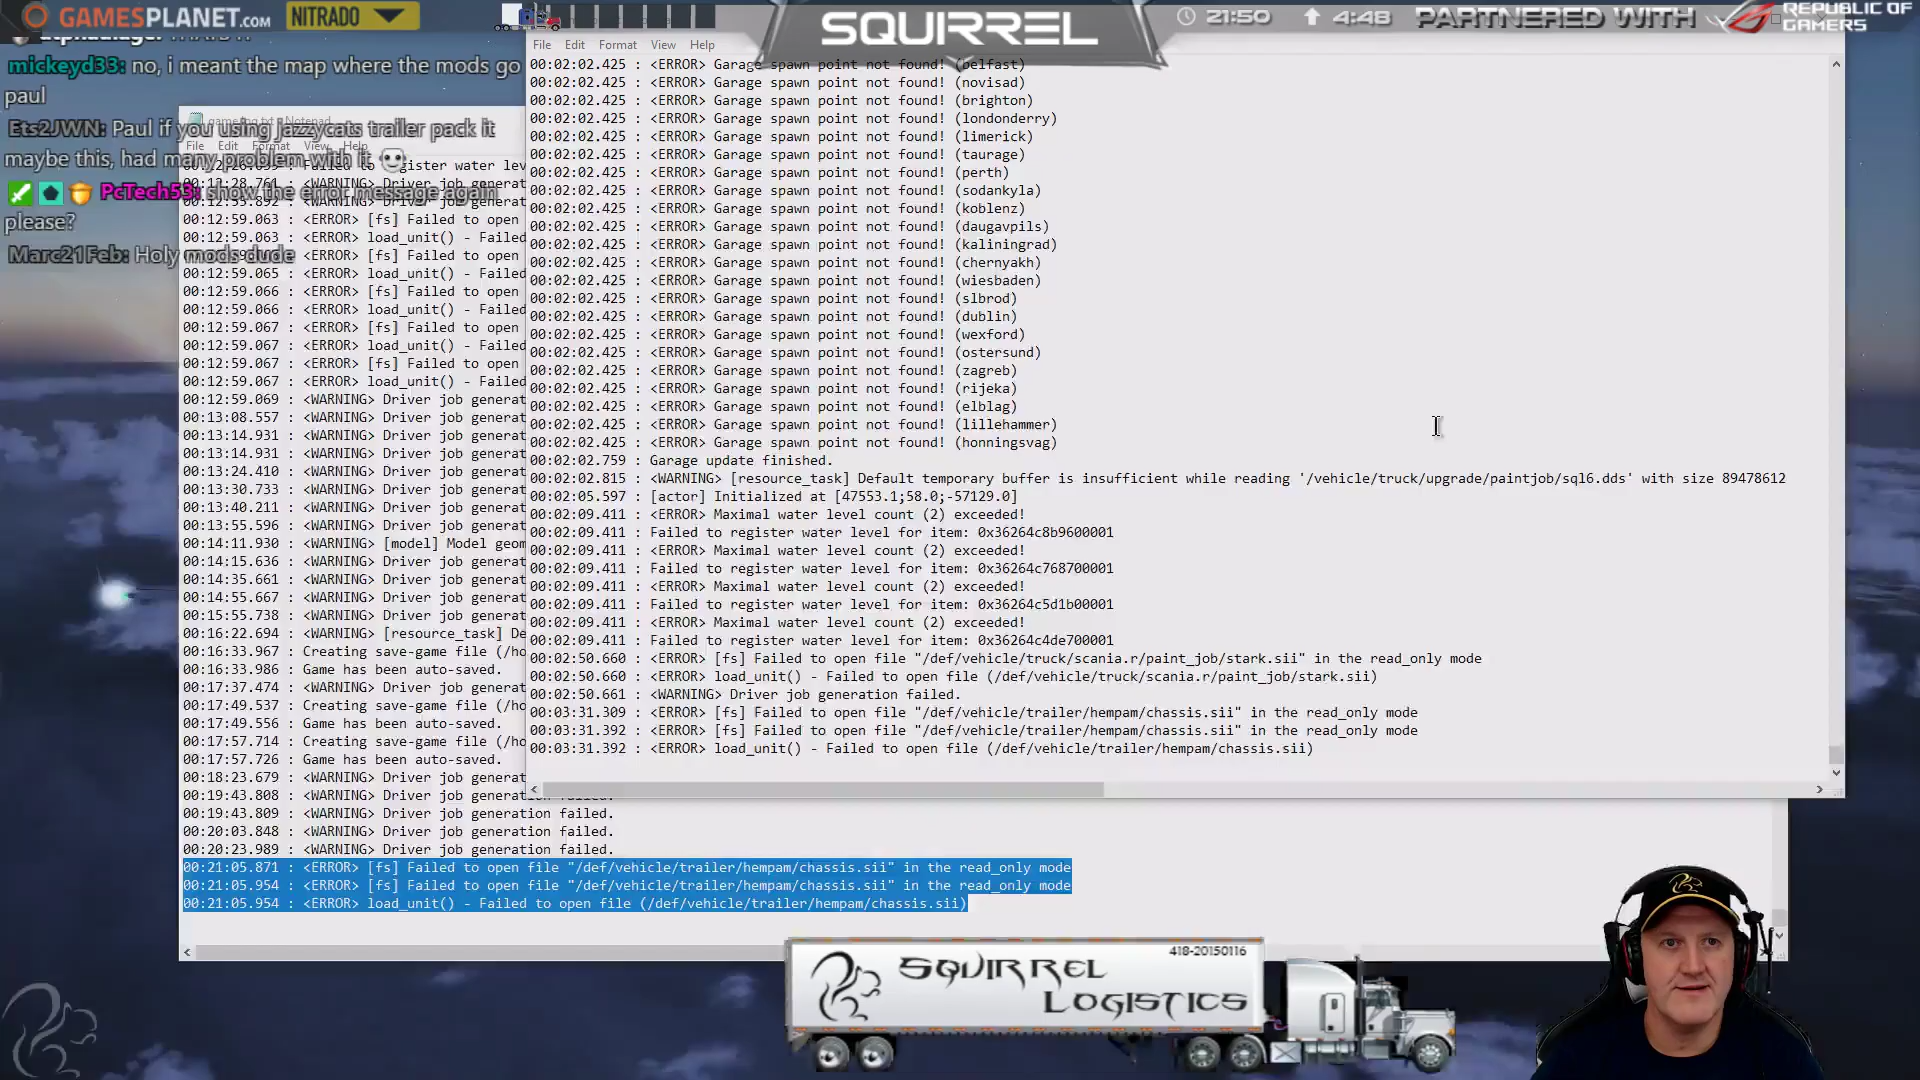 GAMESPLANET.COM
NITRADO
SQUIRREL
21:50
4:48
PARTNERED WITH
REPUBLIC OF
GAMERS
mickeyd33: no, i meant the map where the mods go
paul
Ets2JWN: Paul if you using jazzycats trailer pack it
maybe this, had many problem with it
PcTech53: show the error message again
please?
Marc21Feb: Holy mods dude
File Edit Format View Help
00:02:02.425 : <ERROR> Garage spawn point not found! (belfast)
00:02:02.425 : <ERROR> Garage spawn point not found! (novisad)
00:02:02.425 : <ERROR> Garage spawn point not found! (brighton)
00:02:02.425 : <ERROR> Garage spawn point not found! (londonderry)
00:02:02.425 : <ERROR> Garage spawn point not found! (limerick)
00:02:02.425 : <ERROR> Garage spawn point not found! (taurage)
00:02:02.425 : <ERROR> Garage spawn point not found! (perth)
00:02:02.425 : <ERROR> Garage spawn point not found! (sodankyla)
00:02:02.425 : <ERROR> Garage spawn point not found! (koblenz)
00:02:02.425 : <ERROR> Garage spawn point not found! (daugavpils)
00:02:02.425 : <ERROR> Garage spawn point not found! (kaliningrad)
00:02:02.425 : <ERROR> Garage spawn point not found! (chernyakh)
00:02:02.425 : <ERROR> Garage spawn point not found! (wiesbaden)
00:02:02.425 : <ERROR> Garage spawn point not found! (slbrod)
00:02:02.425 : <ERROR> Garage spawn point not found! (dublin)
00:02:02.425 : <ERROR> Garage spawn point not found! (wexford)
00:02:02.425 : <ERROR> Garage spawn point not found! (ostersund)
00:02:02.425 : <ERROR> Garage spawn point not found! (zagreb)
00:02:02.425 : <ERROR> Garage spawn point not found! (rijeka)
00:02:02.425 : <ERROR> Garage spawn point not found! (elblag)
00:02:02.425 : <ERROR> Garage spawn point not found! (lillehammer)
00:02:02.425 : <ERROR> Garage spawn point not found! (honningsvag)
00:02:02.759 : Garage update finished.
00:02:02.815 : <WARNING> [resource_task] Default temporary buffer is insufficient while reading '/vehicle/truck/upgrade/paintjob/sql6.dds' with size 89478612
00:02:05.597 : [actor] Initialized at [47553.1;58.0;-57129.0]
00:02:09.411 : <ERROR> Maximal water level count (2) exceeded!
00:02:09.411 : Failed to register water level for item: 0x36264c8b9600001
00:02:09.411 : <ERROR> Maximal water level count (2) exceeded!
00:02:09.411 : Failed to register water level for item: 0x36264c768700001
00:02:09.411 : <ERROR> Maximal water level count (2) exceeded!
00:02:09.411 : Failed to register water level for item: 0x36264c5d1b00001
00:02:09.411 : <ERROR> Maximal water level count (2) exceeded!
00:02:09.411 : Failed to register water level for item: 0x36264c4de700001
00:02:50.660 : <ERROR> [fs] Failed to open file "/def/vehicle/truck/scania.r/paint_job/stark.sii" in the read_only mode
00:02:50.660 : <ERROR> load_unit() - Failed to open file (/def/vehicle/truck/scania.r/paint_job/stark.sii)
00:02:50.661 : <WARNING> Driver job generation failed.
00:03:31.309 : <ERROR> [fs] Failed to open file "/def/vehicle/trailer/hempam/chassis.sii" in the read_only mode
00:03:31.392 : <ERROR> [fs] Failed to open file "/def/vehicle/trailer/hempam/chassis.sii" in the read_only mode
00:03:31.392 : <ERROR> load_unit() - Failed to open file (/def/vehicle/trailer/hempam/chassis.sii)
File Edit Format View Help
00:12:59.063 : <ERROR> [fs] Failed to open
00:12:59.063 : <ERROR> load_unit() - Failed
<ERROR> [fs] Failed to open
00:12:59.065 : <ERROR> load_unit() - Failed
00:12:59.066 : <ERROR> [fs] Failed to open
00:12:59.066 : <ERROR> load_unit() - Failed
00:12:59.067 : <ERROR> [fs] Failed to open
00:12:59.067 : <ERROR> load_unit() - Failed
00:12:59.067 : <ERROR> [fs] Failed to open
00:12:59.067 : <ERROR> load_unit() - Failed
00:12:59.069 : <WARNING> Driver job generat
00:13:08.557 : <WARNING> Driver job generat
00:13:14.931 : <WARNING> Driver job generat
00:13:14.931 : <WARNING> Driver job generat
00:13:24.410 : <WARNING> Driver job generat
00:13:30.733 : <WARNING> Driver job generat
00:13:40.211 : <WARNING> Driver job generat
00:13:55.596 : <WARNING> Driver job generat
00:14:11.930 : <WARNING> [model] Model geom
00:14:15.636 : <WARNING> Driver job generat
00:14:35.661 : <WARNING> Driver job generat
00:14:55.667 : <WARNING> Driver job generat
00:15:55.738 : <WARNING> Driver job generat
00:16:22.694 : <WARNING> [resource_task] De
00:16:33.967 : Creating save-game file (/ho
00:16:33.986 : Game has been auto-saved.
00:17:37.474 : <WARNING> Driver job generat
00:17:49.537 : Creating save-game file (/ho
00:17:49.556 : Game has been auto-saved.
00:17:57.714 : Creating save-game file (/ho
00:17:57.726 : Game has been auto-saved.
00:18:23.679 : <WARNING> Driver job generat
00:19:43.808 : <WARNING> Driver job generation failed.
00:19:43.809 : <WARNING> Driver job generation failed.
00:20:03.848 : <WARNING> Driver job generation failed.
00:20:23.989 : <WARNING> Driver job generation failed.
00:21:05.871 : <ERROR> [fs] Failed to open file "/def/vehicle/trailer/hempam/chassis.sii" in the read_only mode
00:21:05.954 : <ERROR> [fs] Failed to open file "/def/vehicle/trailer/hempam/chassis.sii" in the read_only mode
00:21:05.954 : <ERROR> load_unit() - Failed to open file (/def/vehicle/trailer/hempam/chassis.sii)
418-20150116
SQUIRREL
LOGISTICS